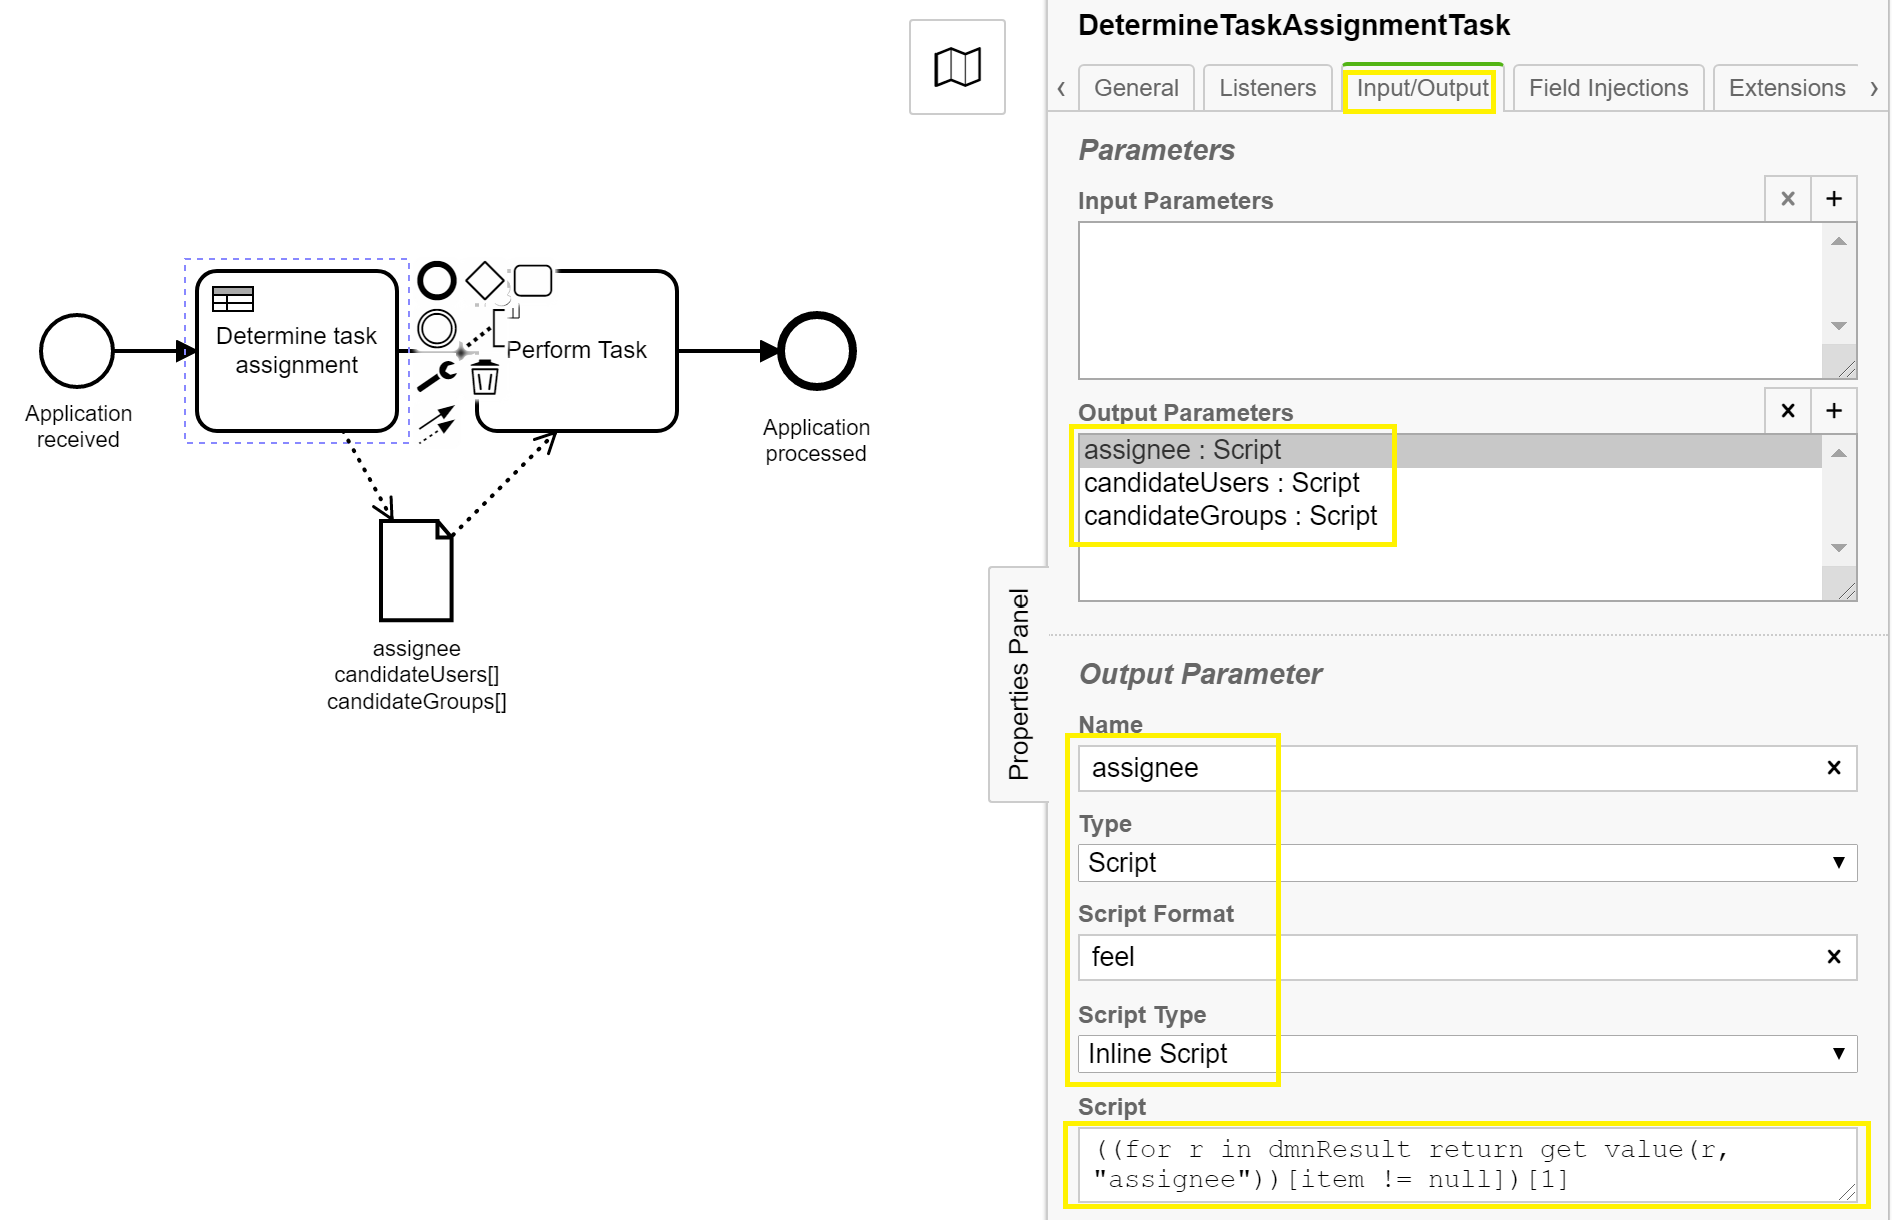 Application
received
Determine task
assignment
Perform Task
Application
processed
assignee
candidateUsers[]
candidateGroups[]
Properties Panel
DetermineTaskAssignmentTask
General
Listeners
Input/Output
Field Injections
Extensions
Parameters
Input Parameters
Output Parameters
assignee : Script
candidateUsers : Script
candidateGroups : Script
Output Parameter
Name
assignee
Type
Script
Script Format
feel
Script Type
Inline Script
Script
((for r in dmnResult return get value(r,
"assignee"))[item != null])[1]